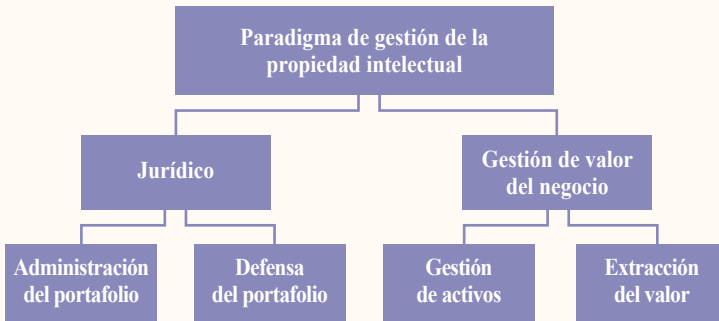 Paradigma de gestión de la
propiedad intelectual
Jurídico
Gestión de valor
del negocio
Administración
del portafolio
Defensa
del portafolio
Gestión
de activos
Extracción
del valor